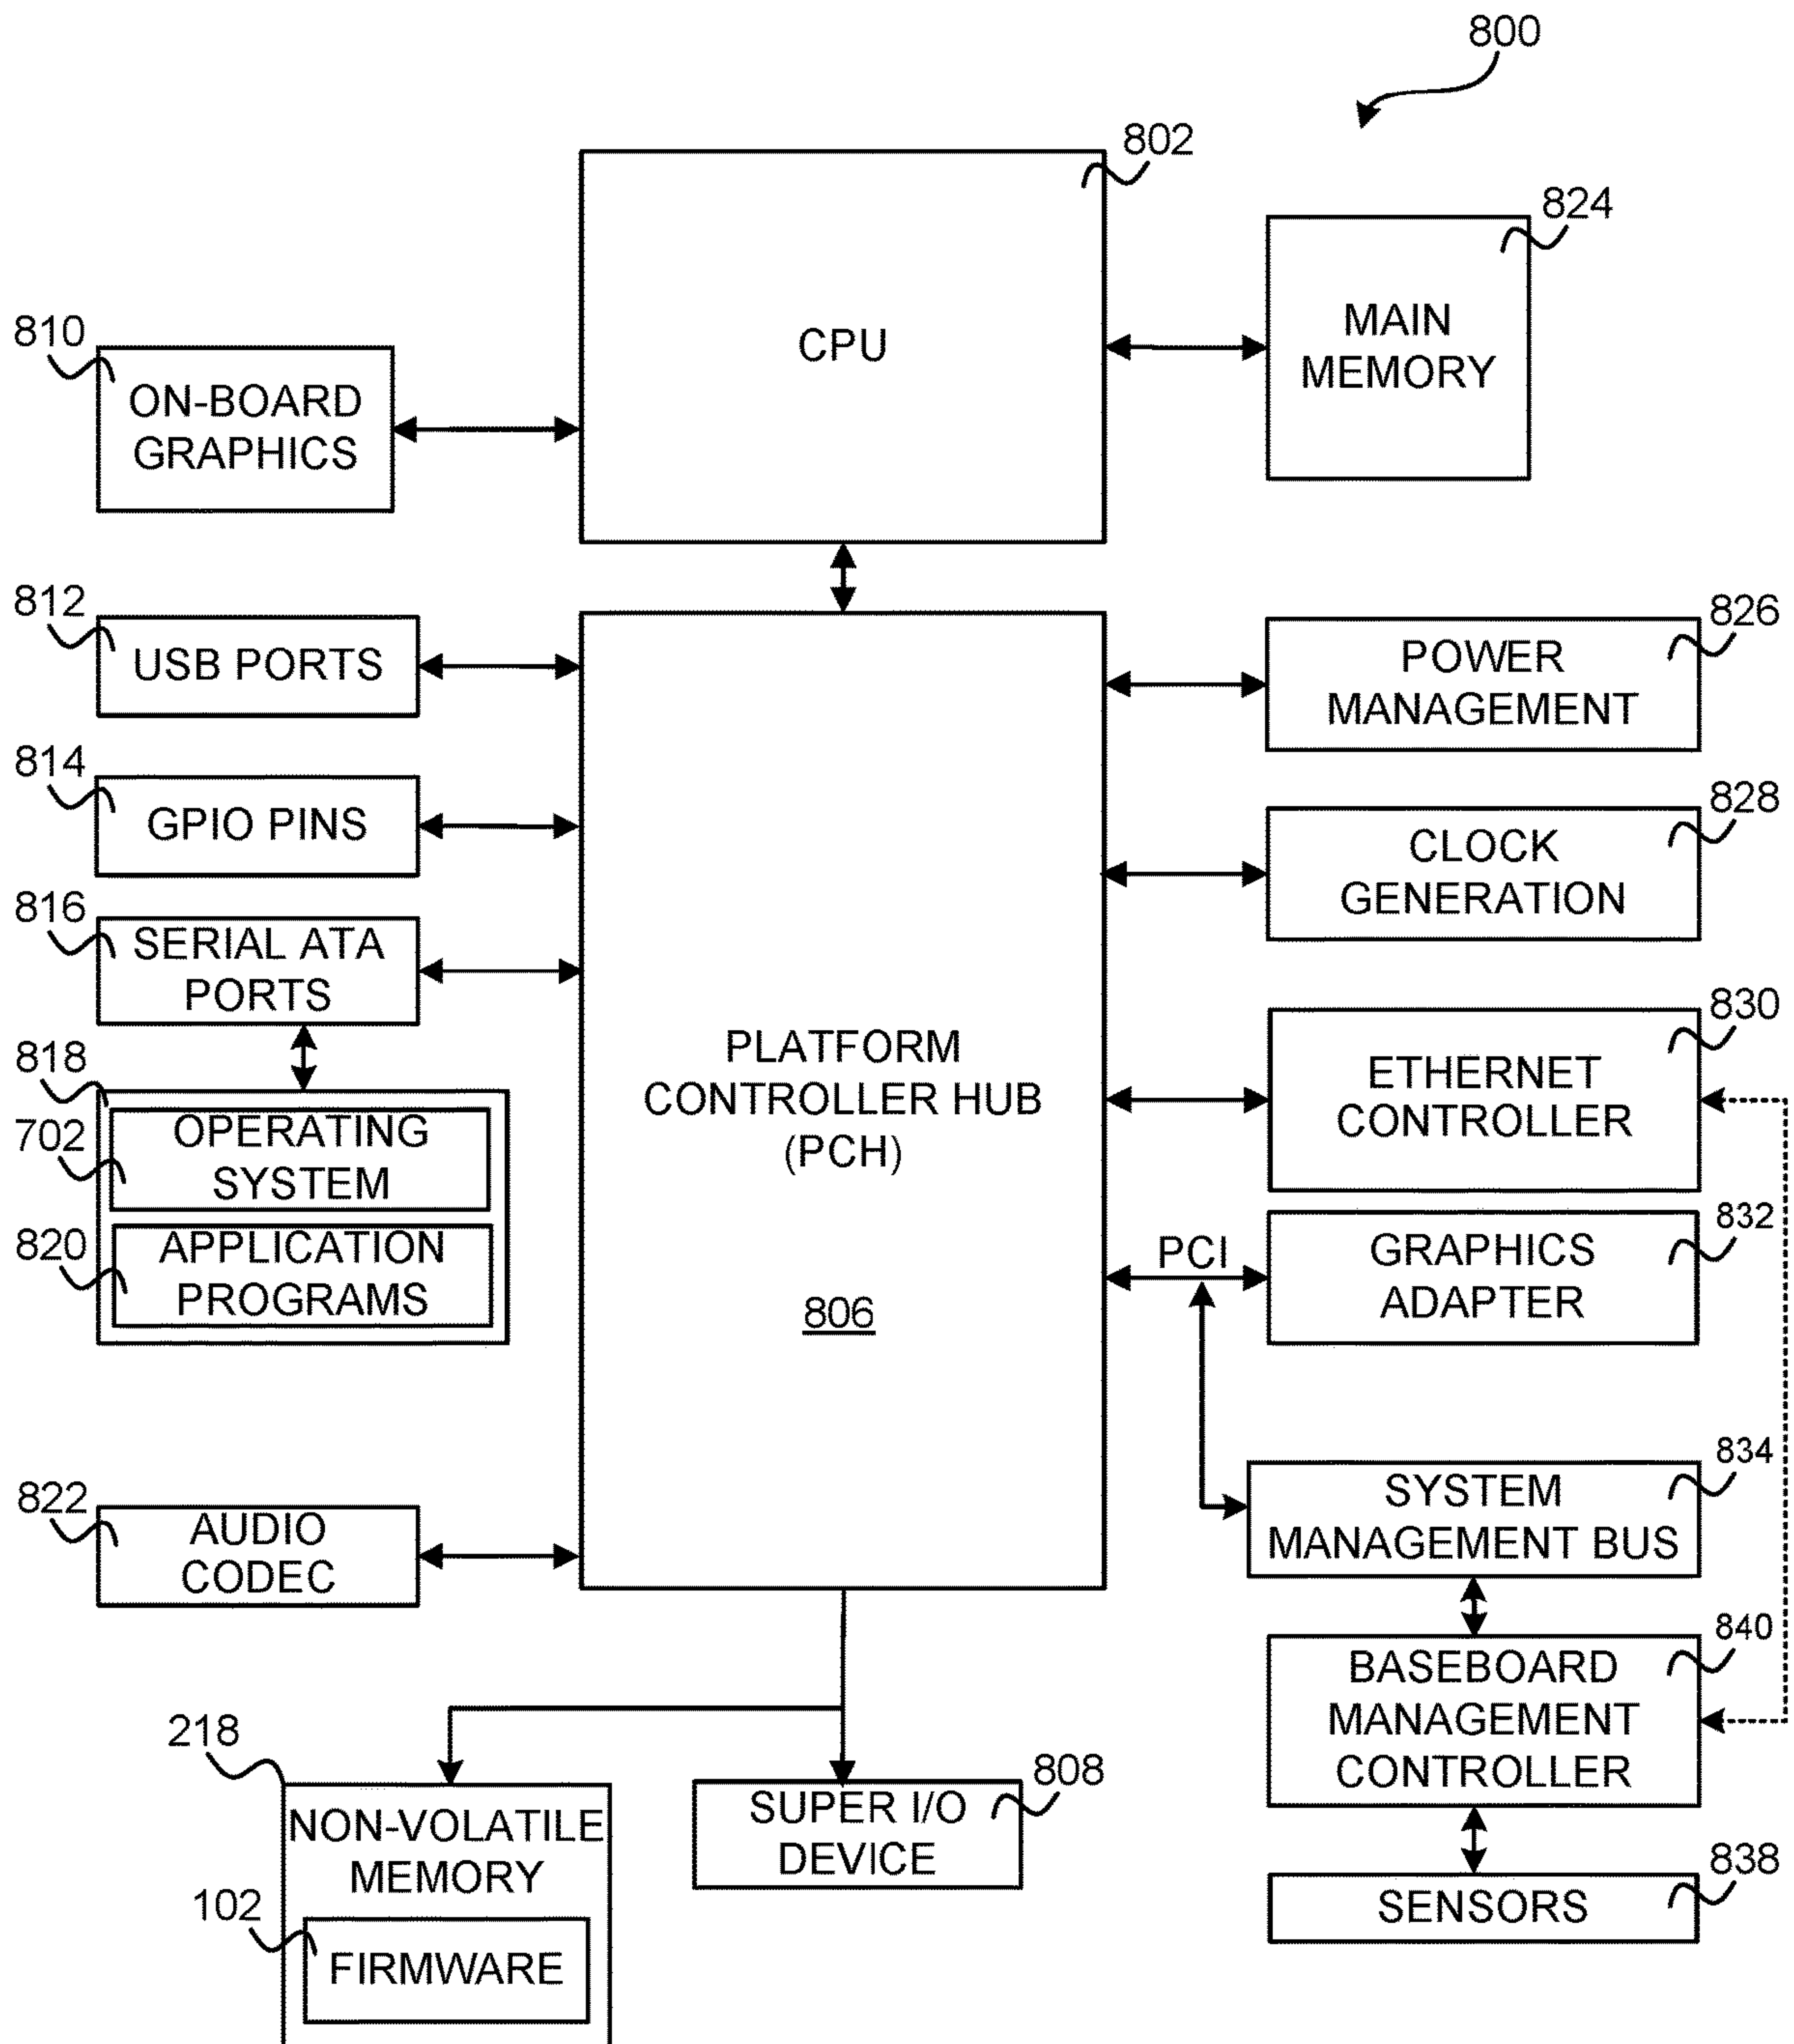 800
802
CPU
824
MAIN
MEMORY
810
ON-BOARD
GRAPHICS
812
USB PORTS
814
GPIO PINS
816
SERIAL ATA
PORTS
818
702
OPERATING
SYSTEM
820
APPLICATION
PROGRAMS
822
AUDIO
CODEC
PLATFORM
CONTROLLER HUB
(PCH)
806
826
POWER
MANAGEMENT
828
CLOCK
GENERATION
830
ETHERNET
CONTROLLER
PCI
832
GRAPHICS
ADAPTER
834
SYSTEM
MANAGEMENT BUS
840
BASEBOARD
MANAGEMENT
CONTROLLER
838
SENSORS
218
NON-VOLATILE
MEMORY
102
FIRMWARE
808
SUPER I/O
DEVICE